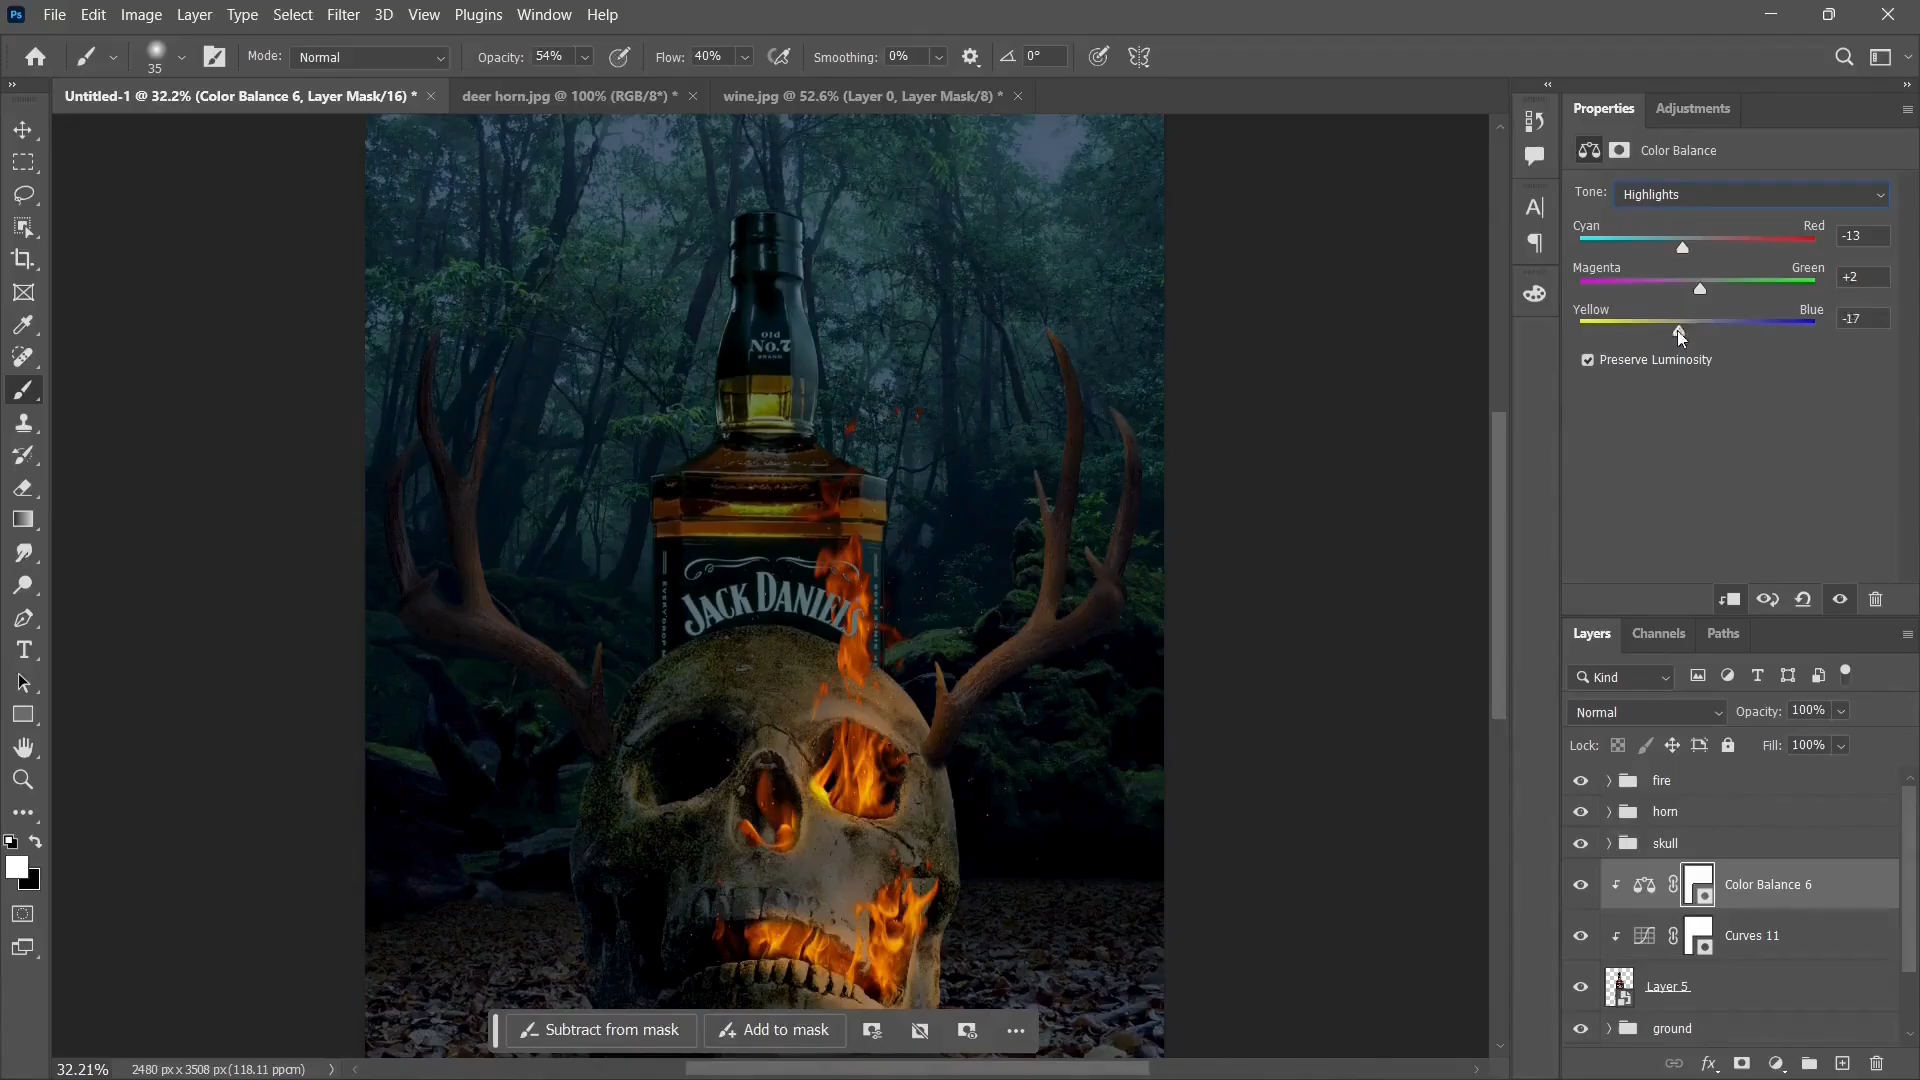 Ps File Edit Image Layer Type Select Filter 3D View Plugins Window Help
35 Mode: Normal Opacity: 54% Flow: 40% Smoothing: 0% 0°
Untitled-1 @ 32.2% (Color Balance 6, Layer Mask/16) * deer horn.jpg @ 100% (RGB/8*) * wine.jpg @ 52.6% (Layer 0, Layer Mask/8) *
Properties Adjustments
Color Balance
Tone: Highlights
Cyan Red -13
Magenta Green +2
Yellow Blue -17
Preserve Luminosity
Old
No.7
BRAND
JACK DANIEL'S
Layers Channels Paths
Kind
Normal Opacity: 100%
Lock: Fill: 100%
fire
horn
skull
Color Balance 6
Curves 11
Layer 5
ground
Subtract from mask Add to mask
32.21% 2480 px x 3508 px (118.11 ppcm)
fx